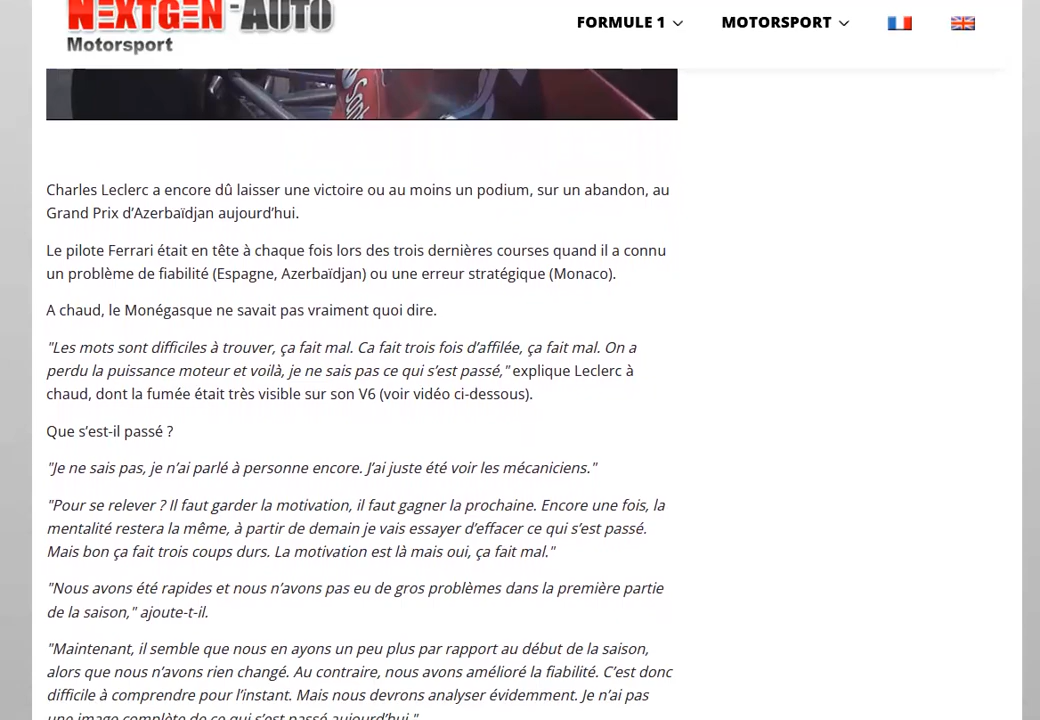 NEXTGEN-AUTO
Motorsport
FORMULE 1
MOTORSPORT
Charles Leclerc a encore dû laisser une victoire ou au moins un podium, sur un abandon, au
Grand Prix d’Azerbaïdjan aujourd’hui.
Le pilote Ferrari était en tête à chaque fois lors des trois dernières courses quand il a connu
un problème de fiabilité (Espagne, Azerbaïdjan) ou une erreur stratégique (Monaco).
A chaud, le Monégasque ne savait pas vraiment quoi dire.
"Les mots sont difficiles à trouver, ça fait mal. Ca fait trois fois d’affilée, ça fait mal. On a
perdu la puissance moteur et voilà, je ne sais pas ce qui s’est passé," explique Leclerc à
chaud, dont la fumée était très visible sur son V6 (voir vidéo ci-dessous).
Que s’est-il passé ?
"Je ne sais pas, je n’ai parlé à personne encore. J’ai juste été voir les mécaniciens."
"Pour se relever ? Il faut garder la motivation, il faut gagner la prochaine. Encore une fois, la
mentalité restera la même, à partir de demain je vais essayer d’effacer ce qui s’est passé.
Mais bon ça fait trois coups durs. La motivation est là mais oui, ça fait mal."
"Nous avons été rapides et nous n’avons pas eu de gros problèmes dans la première partie
de la saison," ajoute-t-il.
"Maintenant, il semble que nous en ayons un peu plus par rapport au début de la saison,
alors que nous n’avons rien changé. Au contraire, nous avons amélioré la fiabilité. C’est donc
difficile à comprendre pour l’instant. Mais nous devrons analyser évidemment. Je n’ai pas
une image complète de ce qui s’est passé aujourd’hui."